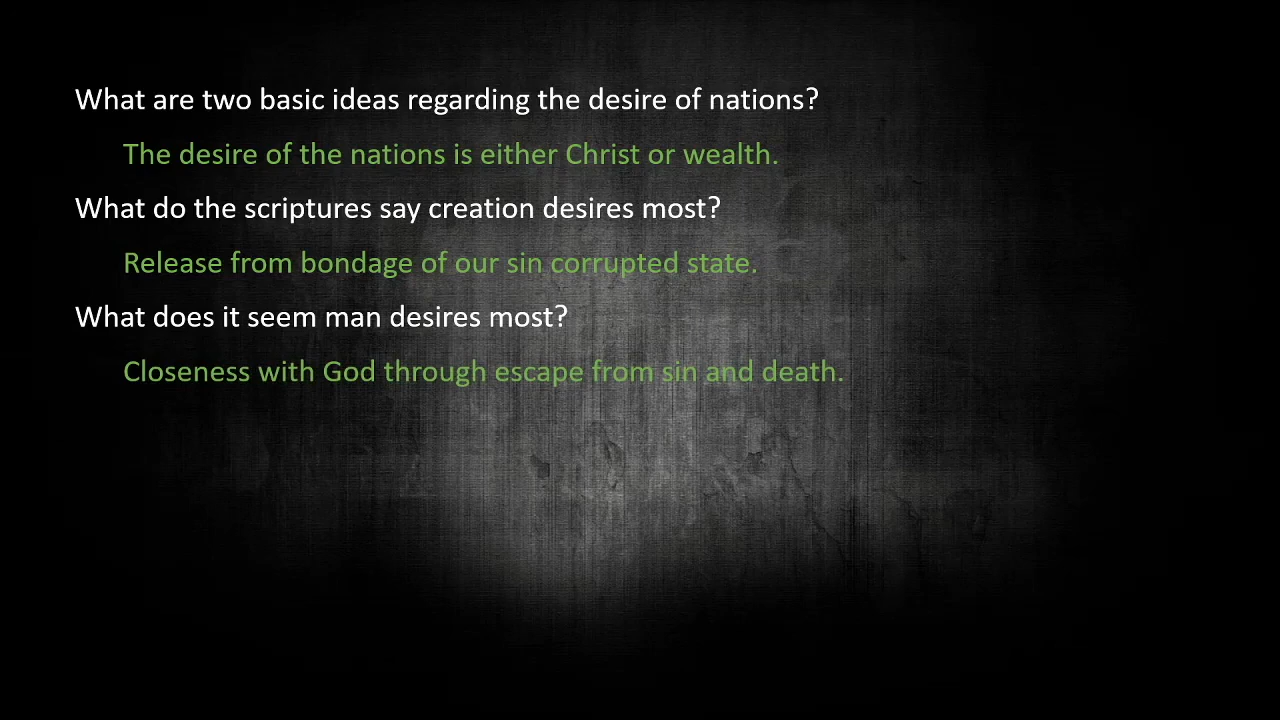 What are two basic ideas regarding the desire of nations?
The desire of the nations is either Christ or wealth.
What do the scriptures say creation desires most?
Release from bondage of our sin corrupted state.
What does it seem man desires most?
Closeness with God through escape from sin and death.